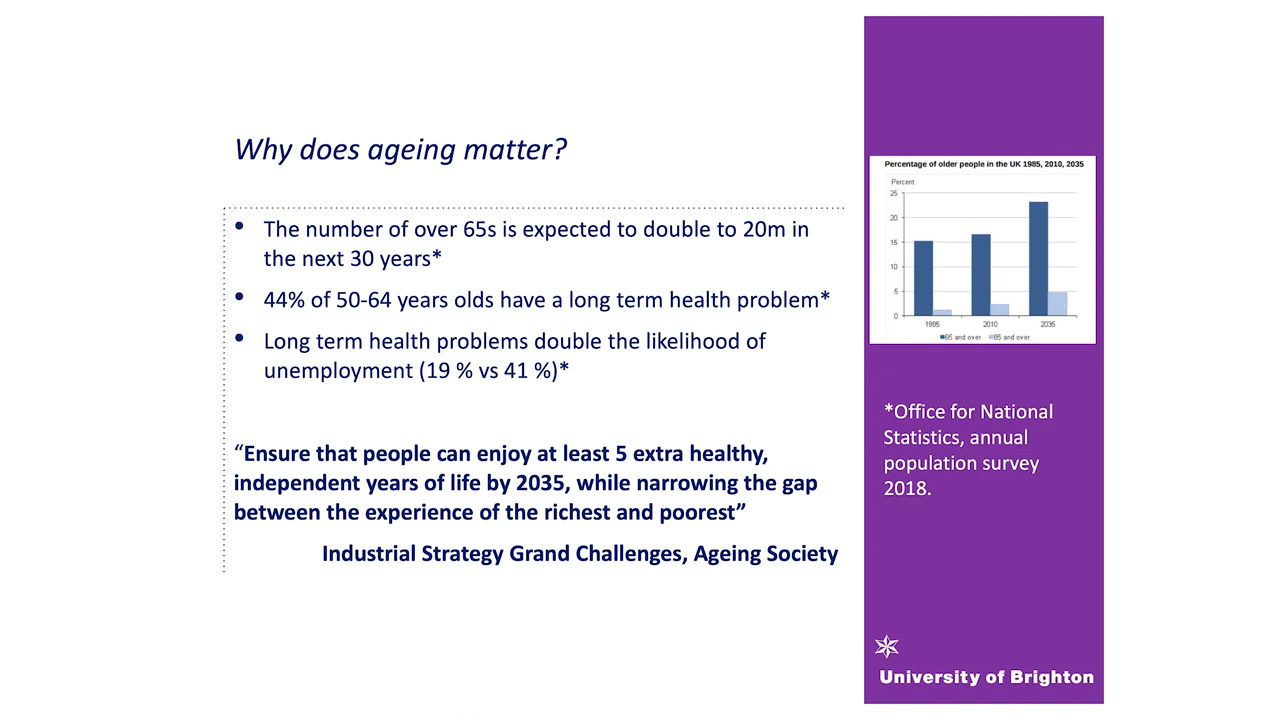 Why does ageing matter?
• The number of over 65s is expected to double to 20m in
the next 30 years*
• 44% of 50-64 years olds have a long term health problem*
• Long term health problems double the likelihood of
unemployment (19 % vs 41 %)*
“Ensure that people can enjoy at least 5 extra healthy,
independent years of life by 2035, while narrowing the gap
between the experience of the richest and poorest”
Industrial Strategy Grand Challenges, Ageing Society
Percentage of older people in the UK 1985, 2010, 2035
Percent
25
20
15
10
5
0
1985 2010 2035
65 and over 85 and over
*Office for National
Statistics, annual
population survey
2018.
University of Brighton